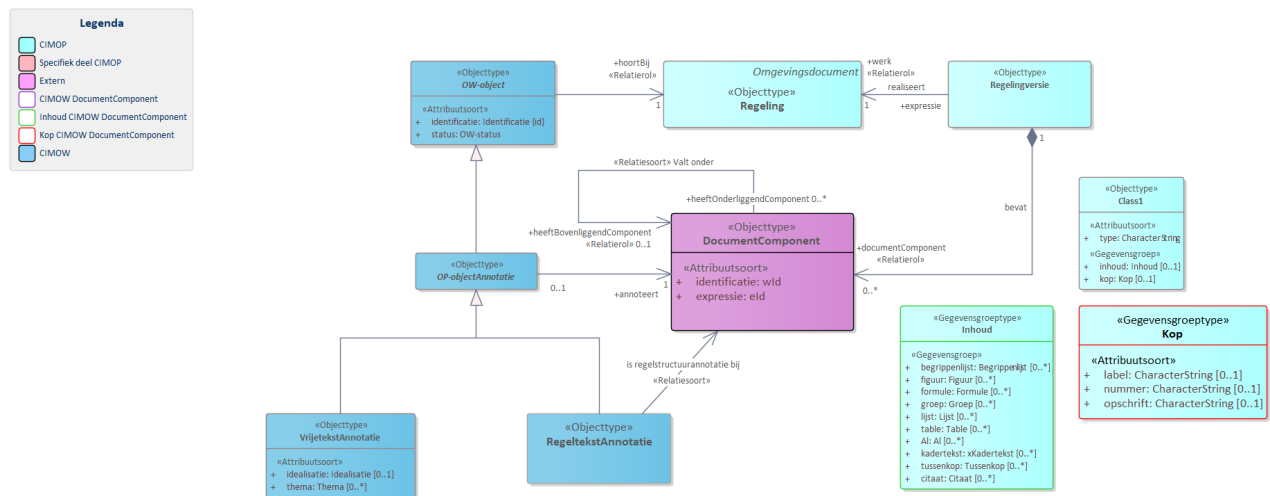 Legenda
CIMOP
Specifiek deel CIMOP
Extern
CIMOW DocumentComponent
Inhoud CIMOW DocumentComponent
Kop CIMOW DocumentComponent
CIMOW
«Objecttype»
OW-object
«Attribuutsoort»
+ identificatie: Identificatie {id}
+ status: OW-status
+hoortBij
«Relatierol»
1
Omgevingsdocument
«Objecttype»
Regeling
+werk
«Relatierol»
realiseert
1
+expressie
«Objecttype»
Regelingversie
1
bevat
«Relatiesoort» Valt onder
+heeftOnderliggendComponent 0..*
+heeftBovenliggendComponent
«Relatierol» 0..1
«Objecttype»
DocumentComponent
«Attribuutsoort»
+ identificatie: wId
+ expressie: eId
+documentComponent
«Relatierol»
0..*
«Objecttype»
Class1
«Attribuutsoort»
+ type: CharacterString
«Gegevensgroep»
+ inhoud: Inhoud [0..1]
+ kop: Kop [0..1]
«Objecttype»
OP-objectAnnotatie
0..1
1
+annoteert
is regelstructuurannotatie bij
«Relatiesoort»
«Gegevensgroeptype»
Inhoud
«Gegevensgroep»
+ begrippenlijst: Begrippenlijst [0..*]
+ figuur: Figuur [0..*]
+ formule: Formule [0..*]
+ groep: Groep [0..*]
+ lijst: Lijst [0..*]
+ table: Table [0..*]
+ Al: Al [0..*]
+ kadertekst: xKadertekst [0..*]
+ tussenkop: Tussenkop [0..*]
+ citaat: Citaat [0..*]
«Gegevensgroeptype»
Kop
«Attribuutsoort»
+ label: CharacterString [0..1]
+ nummer: CharacterString [0..1]
+ opschrift: CharacterString [0..1]
«Objecttype»
VrijetekstAnnotatie
«Attribuutsoort»
+ idealisatie: Idealisatie [0..1]
+ thema: Thema [0..*]
«Objecttype»
RegeltekstAnnotatie